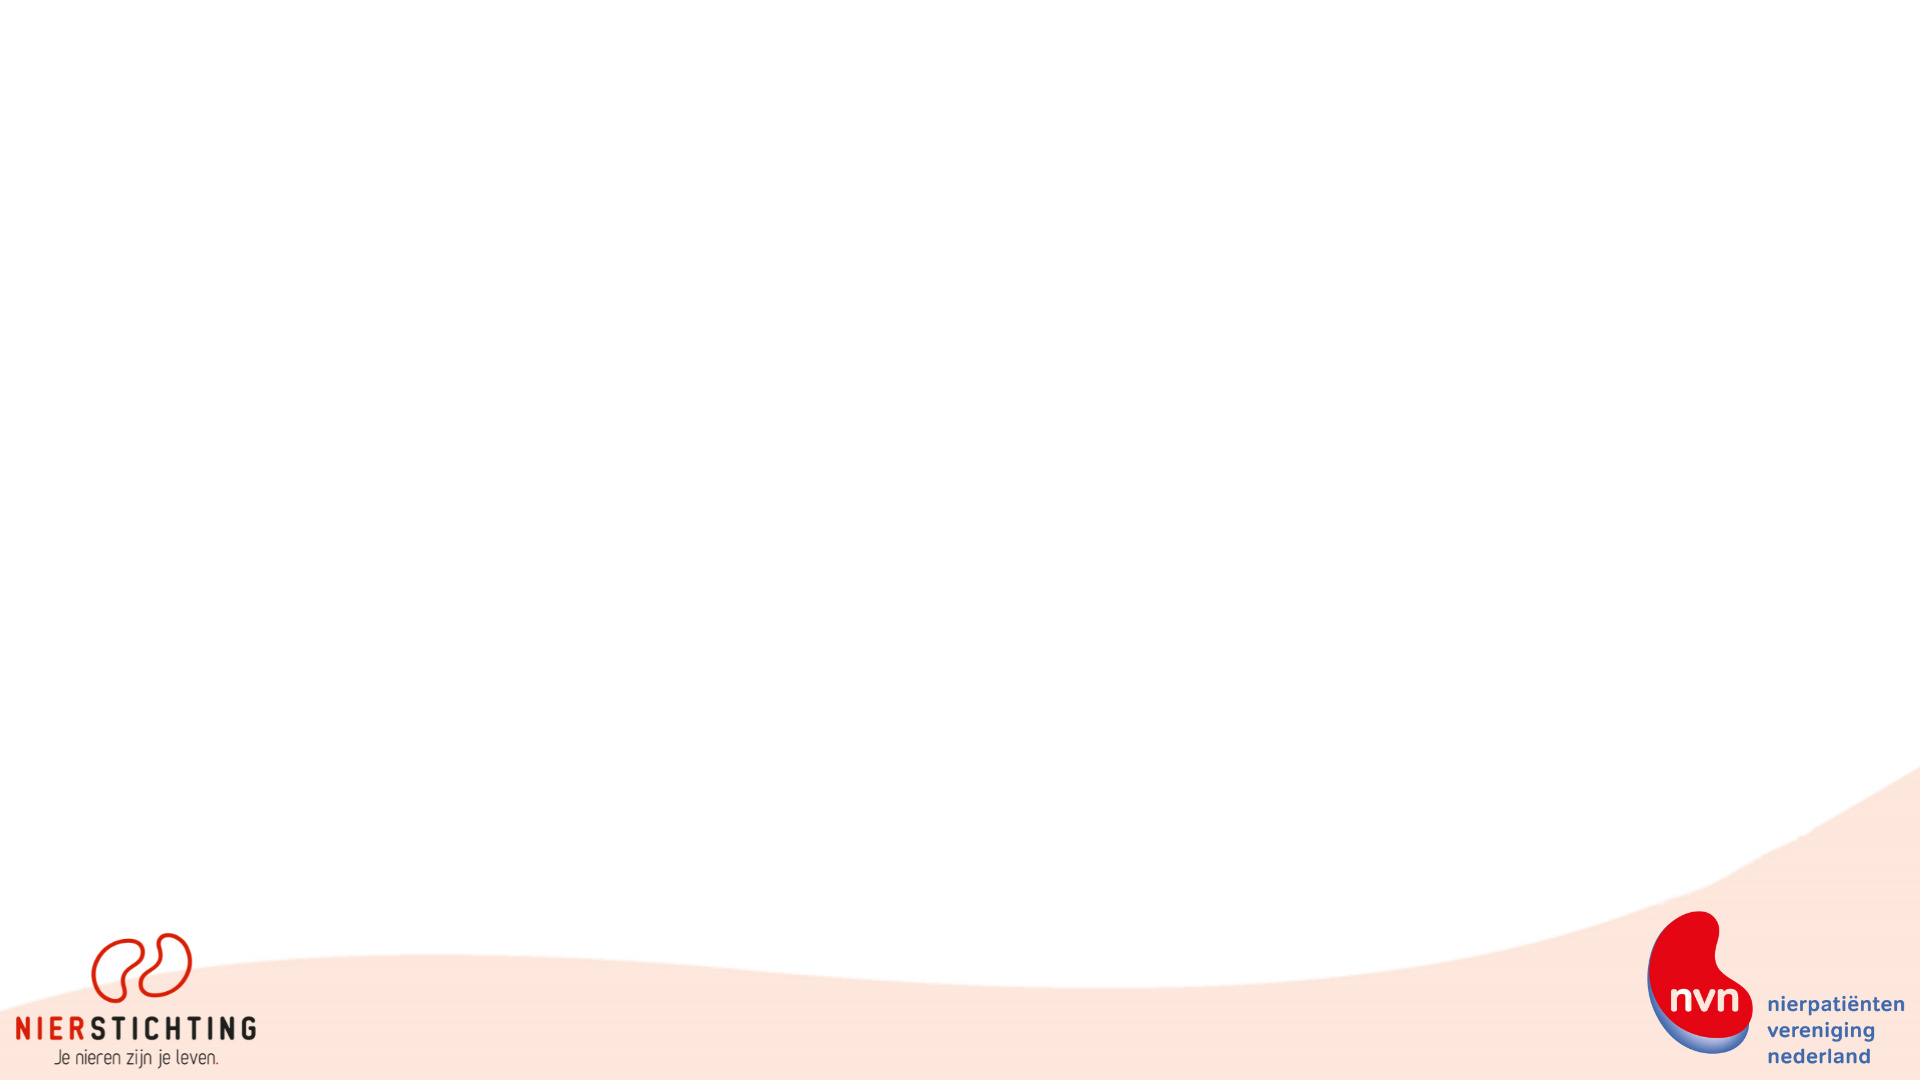 NIERSTICHTING
Je nieren zijn je leven.
nvn
nierpatiënten
vereniging
nederland